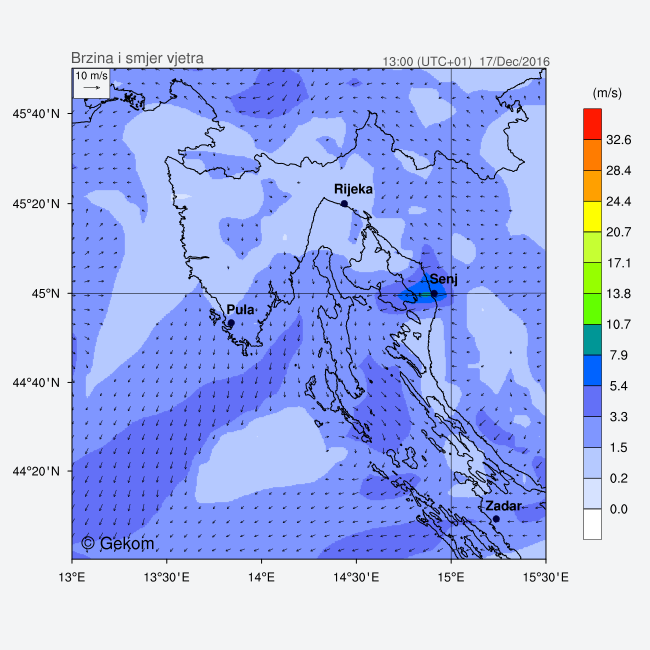 Brzina i smjer vjetra
13:00 (UTC+01) 17/Dec/2016
10 m/s
(m/s)
45°40'N
45°20'N
45°N
44°40'N
44°20'N
Rijeka
Senj
Pula
Zadar
© Gekom
13°E
13°30'E
14°E
14°30'E
15°E
15°30'E
32.6
28.4
24.4
20.7
17.1
13.8
10.7
7.9
5.4
3.3
1.5
0.2
0.0